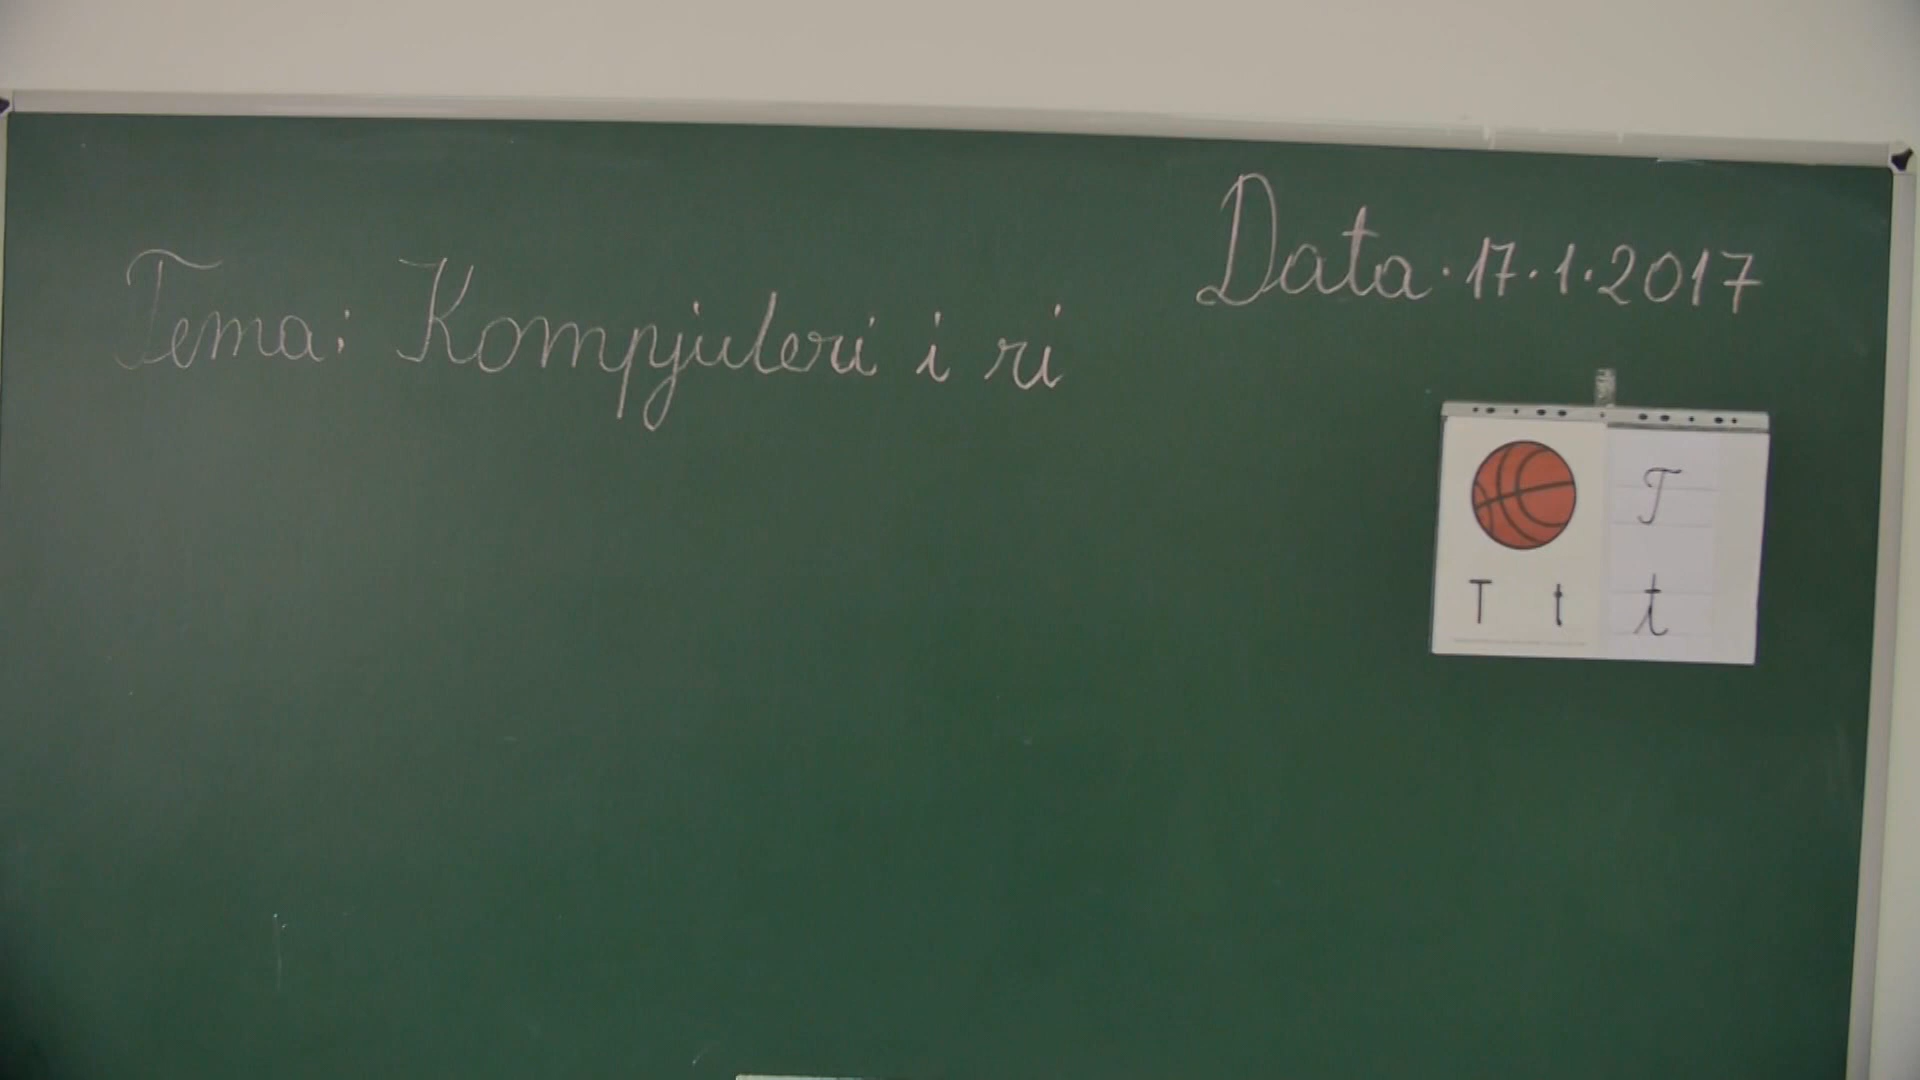 Data. 17.1.2017
Tema: Kompjuteri i ri
T
T t t